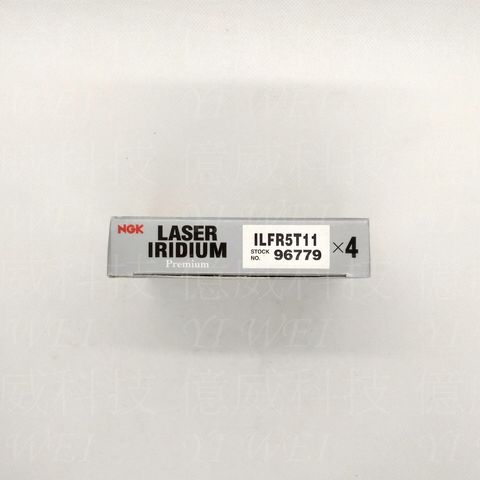 NGK
LASER
IRIDIUM
Premium
ILFR5T11
STOCK
NO. 96779
×4
億威科技
YI WEI